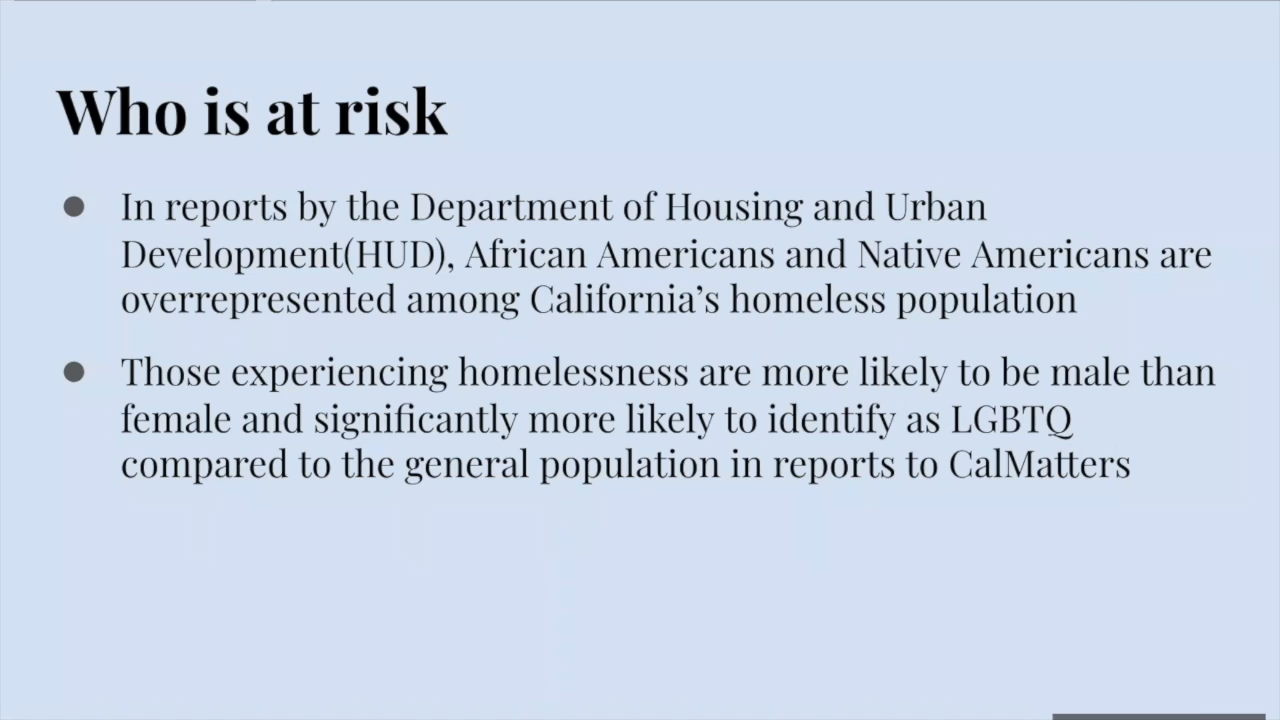 Who is at risk
● In reports by the Department of Housing and Urban
Development(HUD), African Americans and Native Americans are
overrepresented among California’s homeless population
● Those experiencing homelessness are more likely to be male than
female and significantly more likely to identify as LGBTQ
compared to the general population in reports to CalMatters